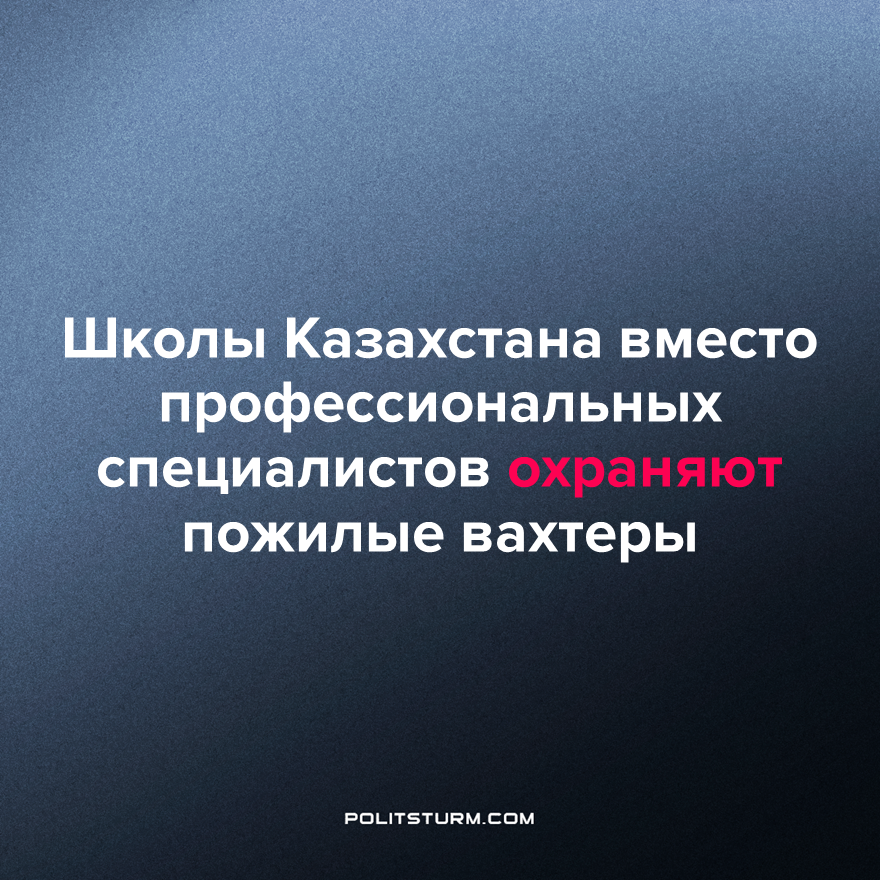 Школы Казахстана вместо
профессиональных
специалистов охраняют
пожилые вахтеры
POLITSTURM.COM